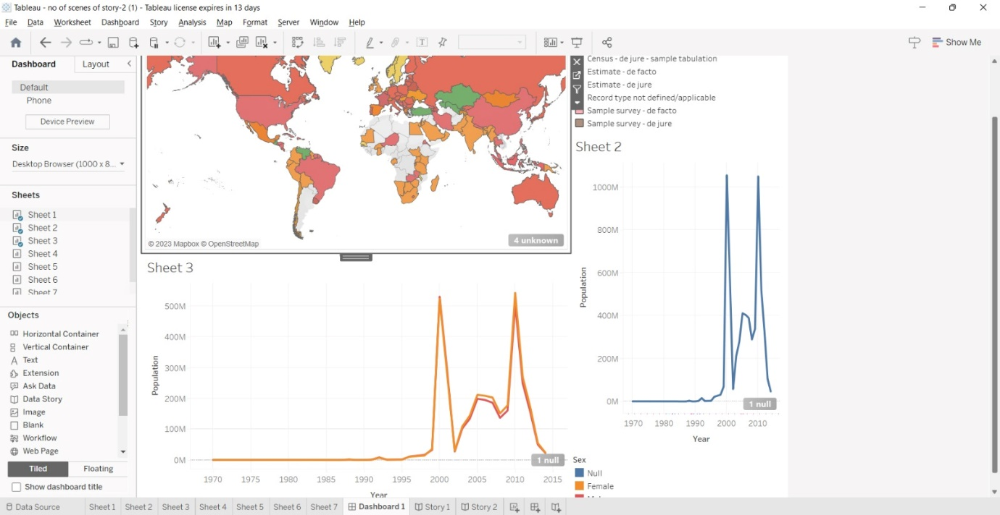 Tableau - no of scenes of story-2 (1) - Tableau license expires in 13 days
File Data Worksheet Dashboard Story Analysis Map Format Server Window Help
Show Me
Dashboard Layout
Default
Phone
Device Preview
Size
Desktop Browser (1000 x 8...
Sheets
Sheet 1
Sheet 2
Sheet 3
Sheet 4
Sheet 5
Sheet 6
Sheet 7
Objects
Horizontal Container
Vertical Container
Text
Extension
Ask Data
Data Story
Image
Blank
Workflow
Web Page
Tiled Floating
Show dashboard title
© 2023 Mapbox © OpenStreetMap
4 unknown
Census - de jure - sample tabulation
Estimate - de facto
Estimate - de jure
Record type not defined/applicable
Sample survey - de facto
Sample survey - de jure
Sheet 2
1000M
800M
600M
400M
200M
0M
Population
1 null
1970 1980 1990 2000 2010
Year
Sheet 3
500M
400M
300M
200M
100M
0M
Population
1 null
1970 1975 1980 1985 1990 1995 2000 2005 2010 2015
Year
Sex
Null
Female
Data Source Sheet 1 Sheet 2 Sheet 3 Sheet 4 Sheet 5 Sheet 6 Sheet 7 Dashboard 1 Story 1 Story 2